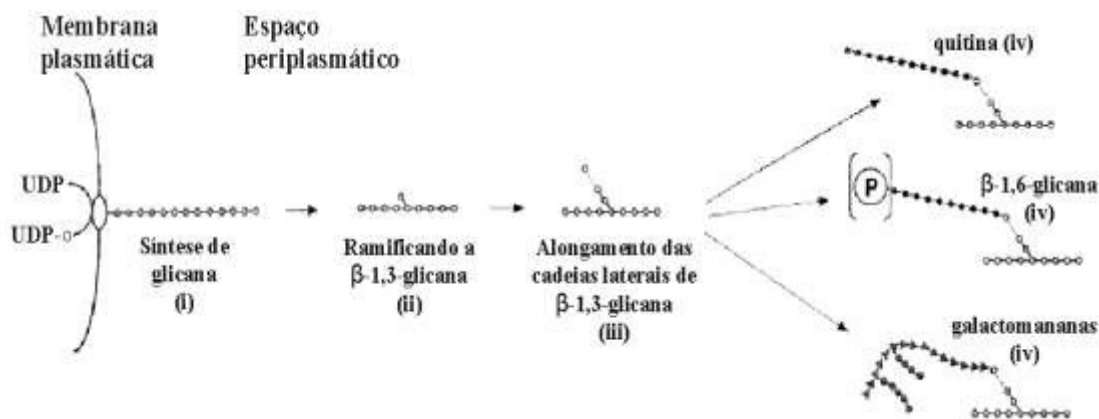 Membrana
plasmática
Espaço
periplasmático
UDP
UDP-o
Síntese de
glicana
(i)
Ramificando a
β-1,3-glicana
(ii)
Alongamento das
cadeias laterais de
β-1,3-glicana
(iii)
quitina (iv)
P
β-1,6-glicana
(iv)
galactomananas
(iv)